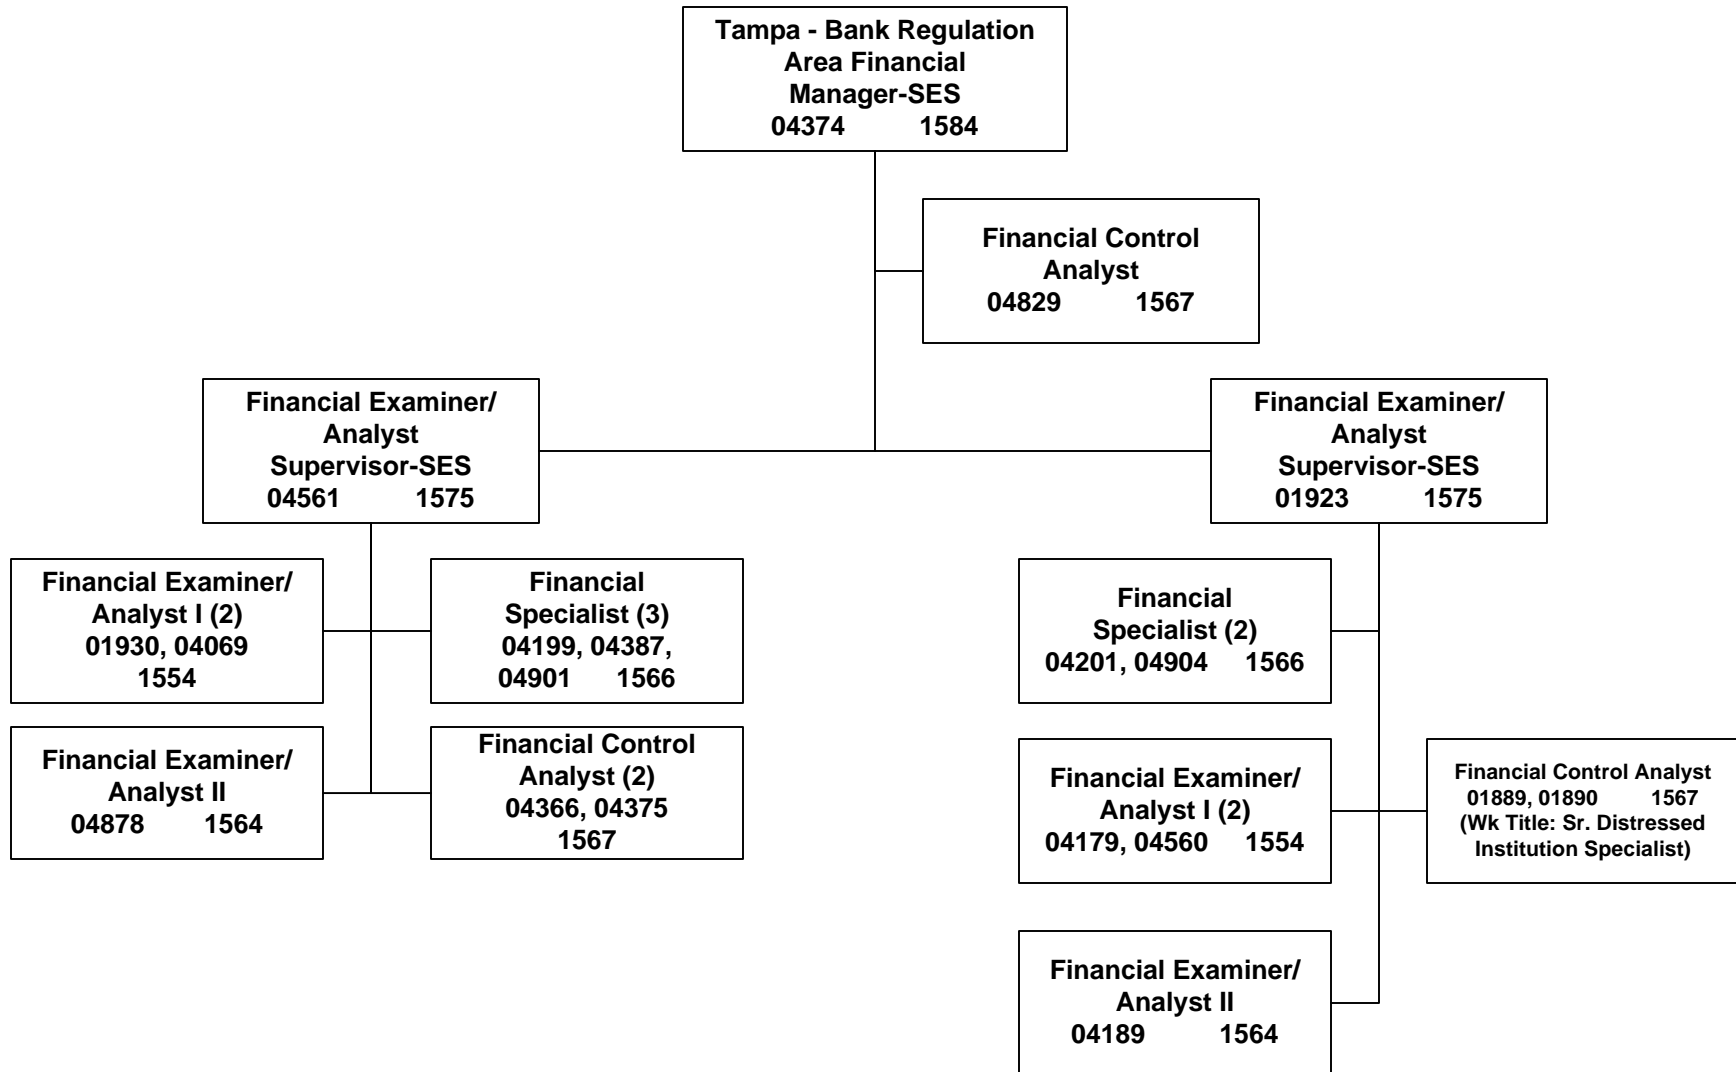 Tampa - Bank Regulation
Area Financial
Manager-SES
04374 1584
Financial Control
Analyst
04829 1567
Financial Examiner/
Analyst
Supervisor-SES
04561 1575
Financial Examiner/
Analyst
Supervisor-SES
01923 1575
Financial Examiner/
Analyst I (2)
01930, 04069
1554
Financial
Specialist (3)
04199, 04387,
04901 1566
Financial Examiner/
Analyst II
04878 1564
Financial Control
Analyst (2)
04366, 04375
1567
Financial
Specialist (2)
04201, 04904 1566
Financial Examiner/
Analyst I (2)
04179, 04560 1554
Financial Control Analyst
01889, 01890 1567
(Wk Title: Sr. Distressed
Institution Specialist)
Financial Examiner/
Analyst II
04189 1564